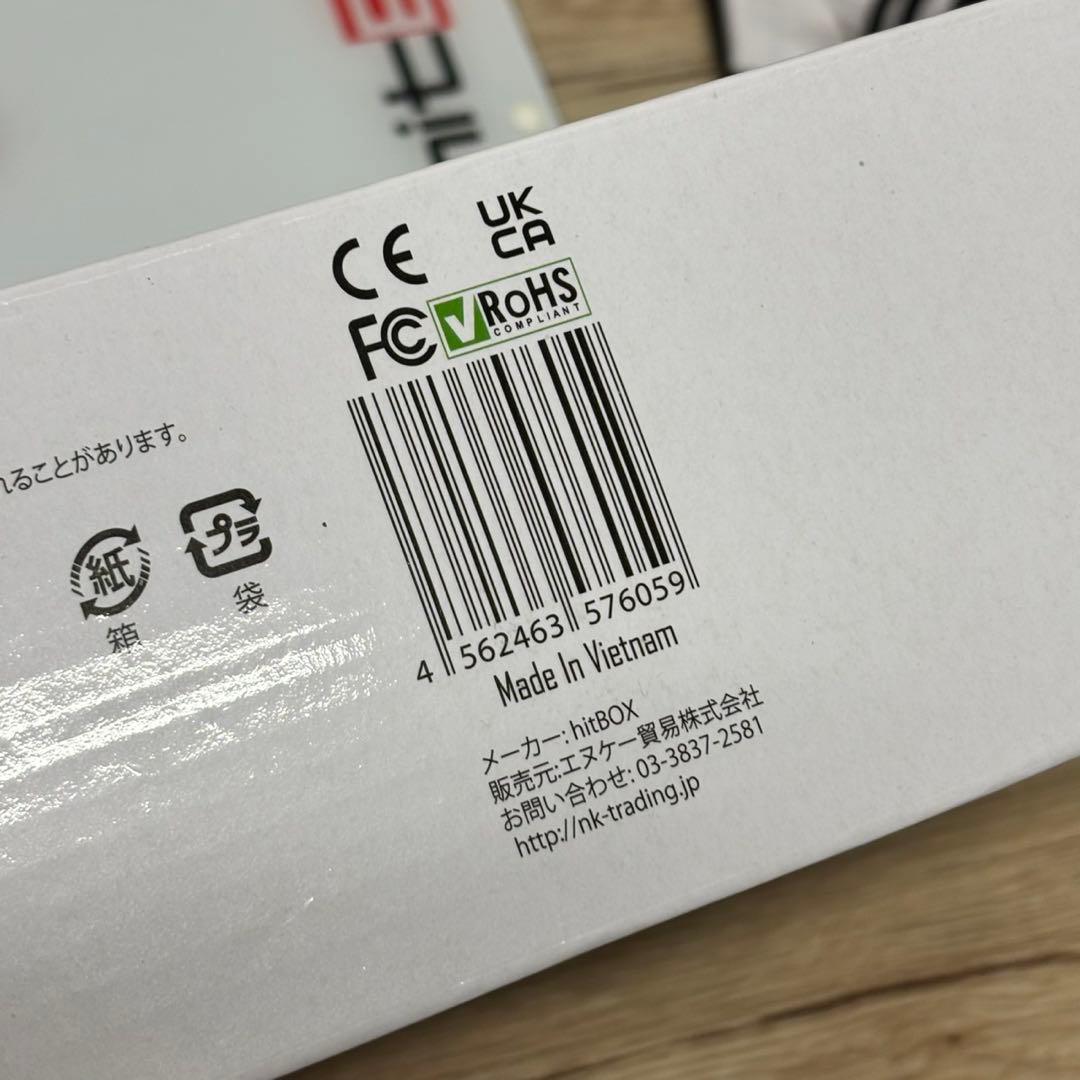 hit
CE
UK
CA
FC
RoHS
COMPLIANT
れることがあります。
紙
箱
プラ
袋
4 562463 576059
Made In Vietnam
メーカー: hitBOX
販売元:エヌケー貿易株式会社
お問い合わせ: 03-3837-2581
http://nk-trading.jp